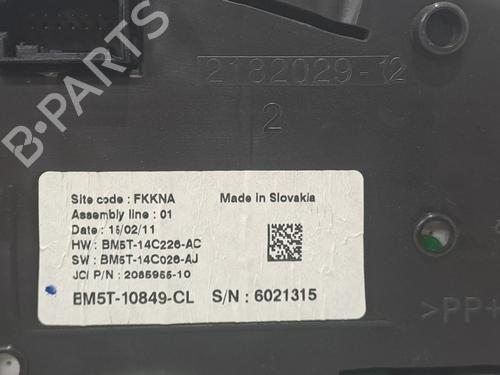 2182029-12
2
Site code : FKKNA
Made in Slovakia
Assembly line : 01
Date : 15/02/11
HW : BM5T-14C226-AC
SW : BM5T-14C026-AJ
JCI P/N : 2085955-10
BM5T-10849-CL S/N : 6021315
>PP+
B-PARTS